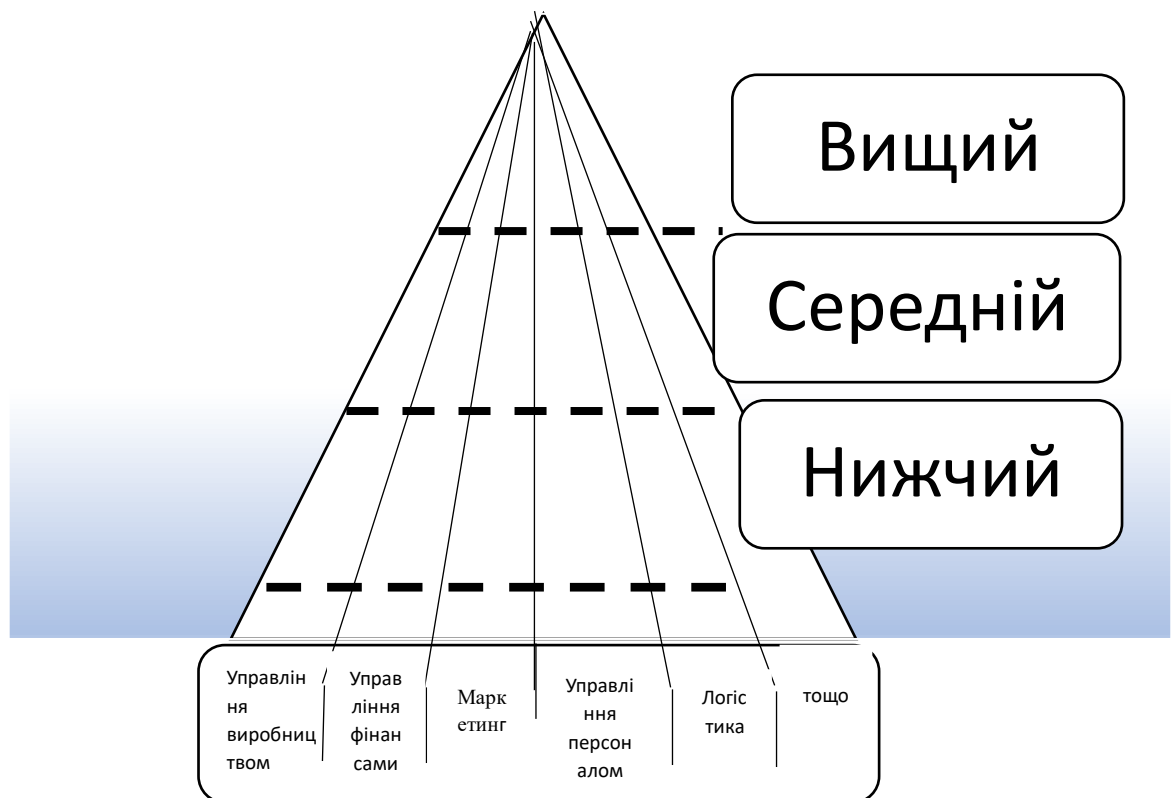 Вищий
Середній
Нижчий
Управлін
ня
виробниц
твом
Управ
ління
фінан
сами
Марк
етинг
Управлі
ння
персон
алом
Логіс
тика
тощо